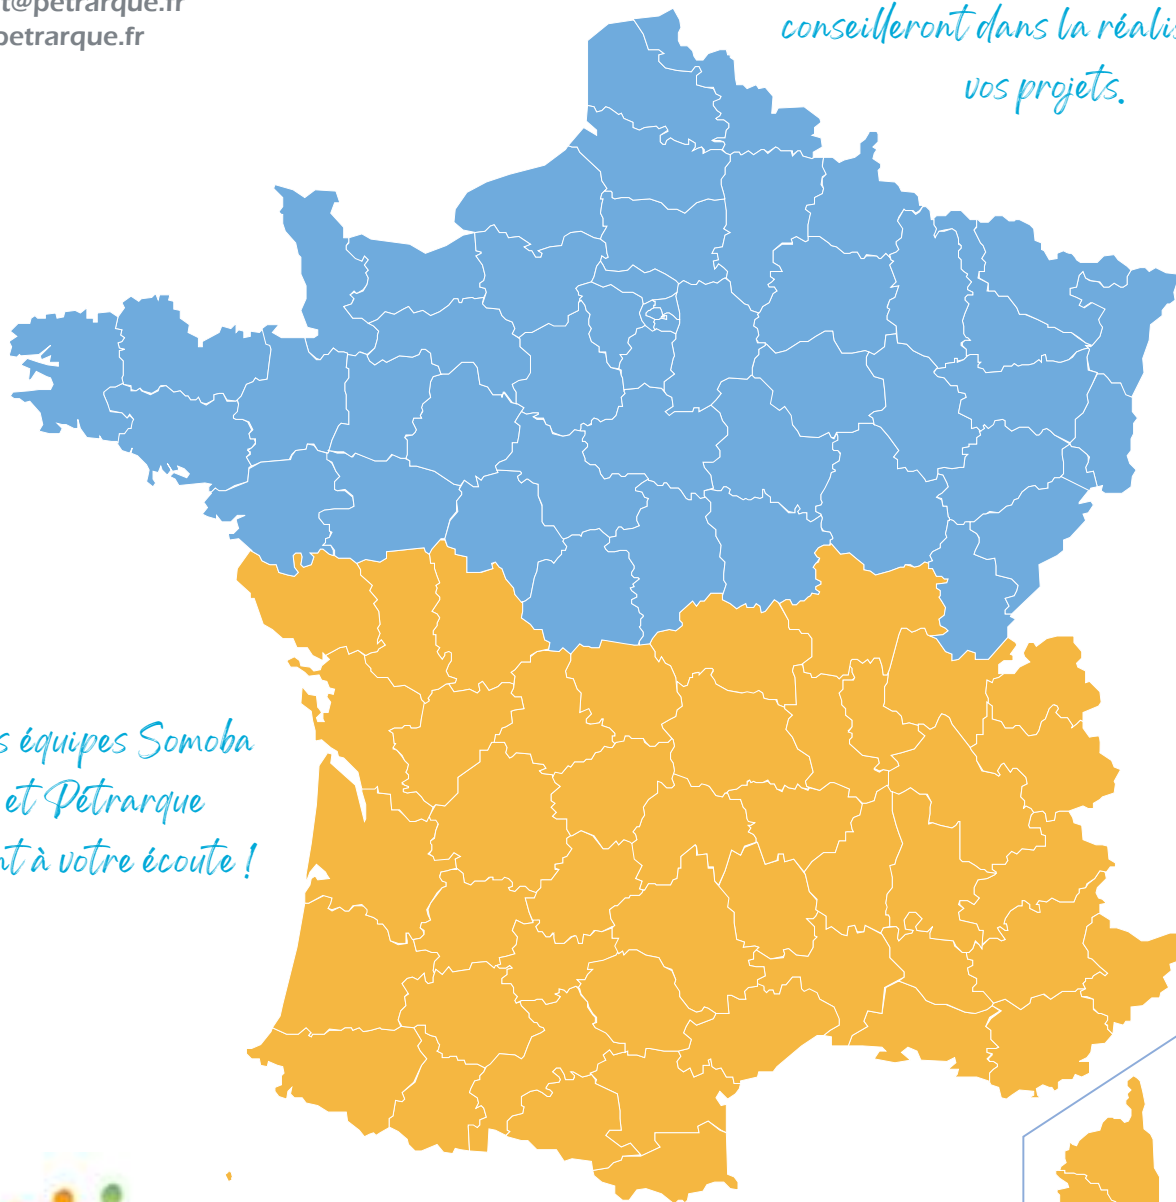 t@petrarque.fr
petrarque.fr
conseilleront dans la réalis
vos projets.
s équipes Somoba
et Pétrarque
nt à votre écoute !